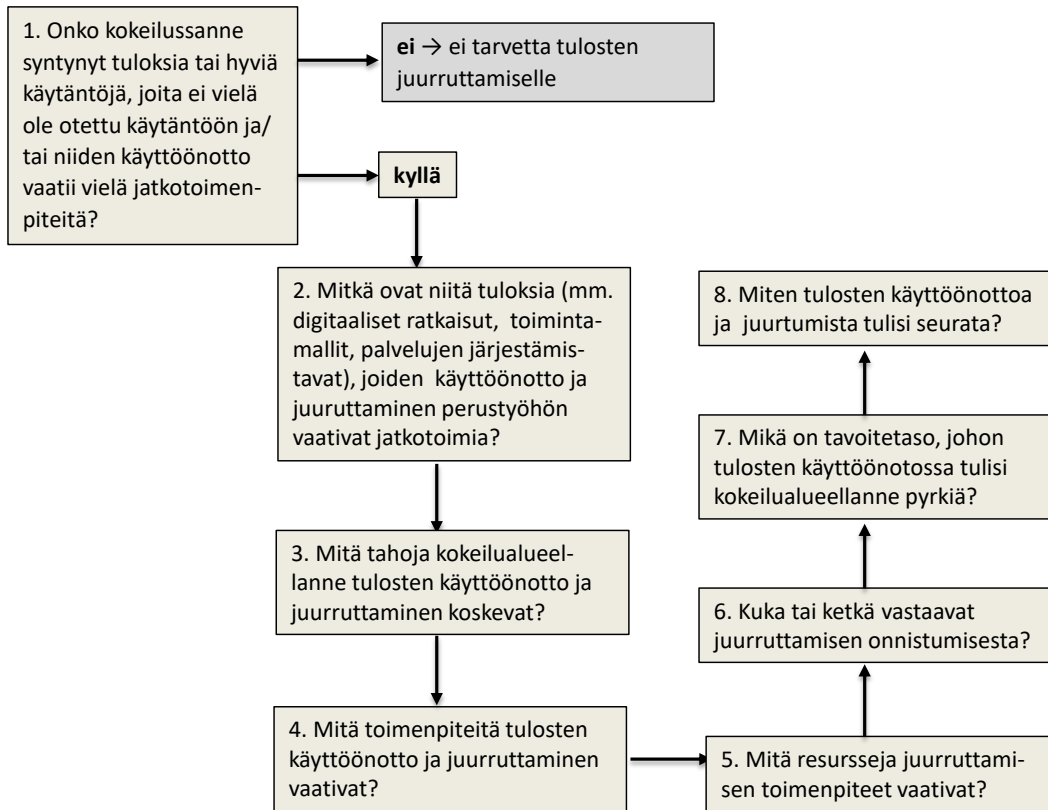 1. Onko kokeilussanne
syntynyt tuloksia tai hyviä
käytäntöjä, joita ei vielä
ole otettu käytäntöön ja/
tai niiden käyttöönotto
vaatii vielä jatkotoimen-
piteitä?
ei → ei tarvetta tulosten
juurruttamiselle
kyllä
2. Mitkä ovat niitä tuloksia (mm.
digitaaliset ratkaisut, toiminta-
mallit, palvelujen järjestämis-
tavat), joiden käyttöönotto ja
juuruttaminen perustyöhön
vaativat jatkotoimia?
3. Mitä tahoja kokeilualueel-
lanne tulosten käyttöönotto ja
juurruttaminen koskevat?
4. Mitä toimenpiteitä tulosten
käyttöönotto ja juurruttaminen
vaativat?
5. Mitä resursseja juurruttami-
sen toimenpiteet vaativat?
6. Kuka tai ketkä vastaavat
juurruttamisen onnistumisesta?
7. Mikä on tavoitetaso, johon
tulosten käyttöönotossa tulisi
kokeilualueellanne pyrkiä?
8. Miten tulosten käyttöönottoa
ja juurtumista tulisi seurata?